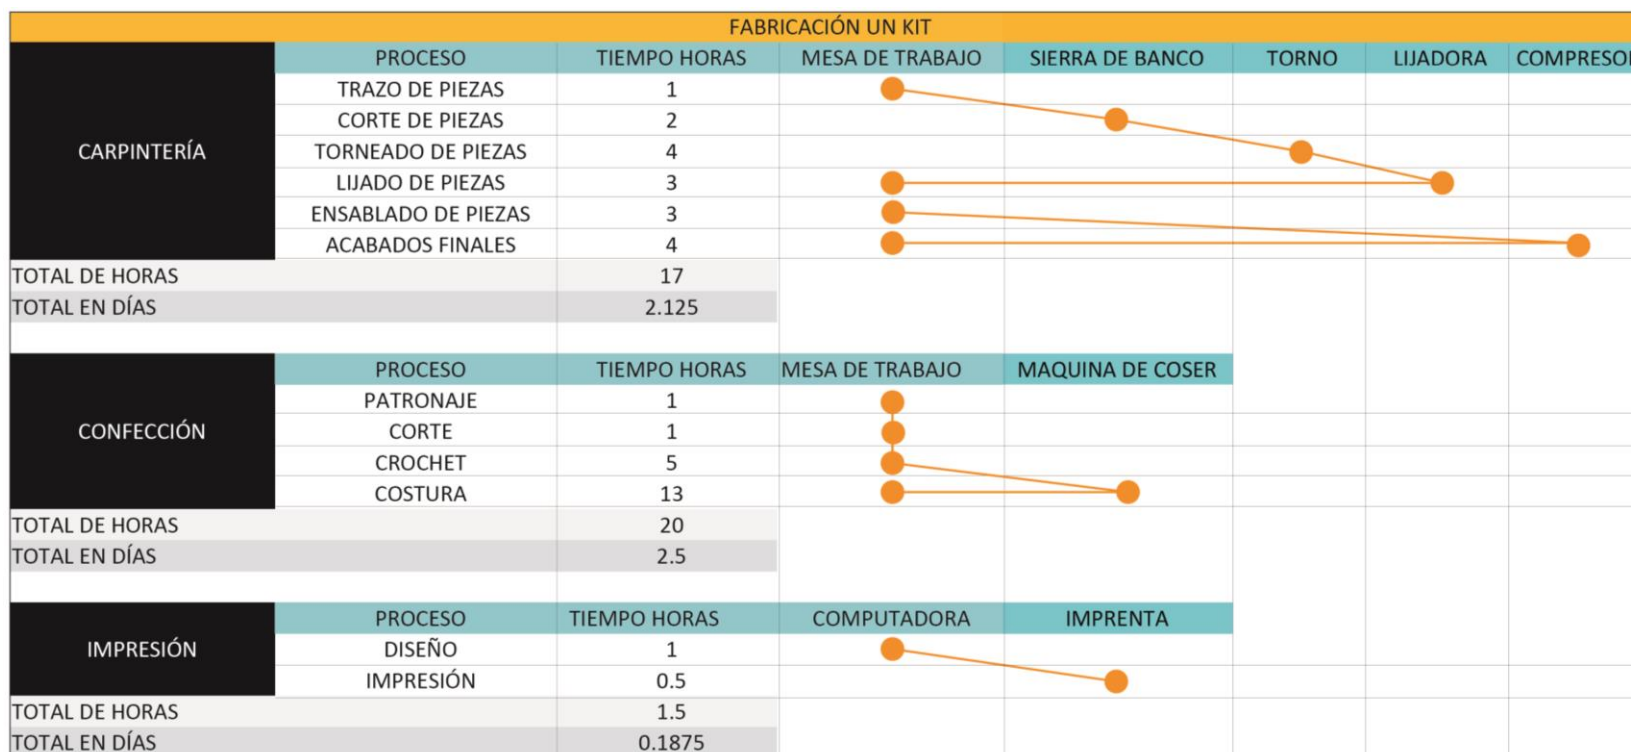 FABRICACIÓN UN KIT
PROCESO TIEMPO HORAS MESA DE TRABAJO SIERRA DE BANCO TORNO LIJADORA COMPRESOR
CARPINTERÍA
TRAZO DE PIEZAS 1
CORTE DE PIEZAS 2
TORNEADO DE PIEZAS 4
LIJADO DE PIEZAS 3
ENSABLADO DE PIEZAS 3
ACABADOS FINALES 4
TOTAL DE HORAS 17
TOTAL EN DÍAS 2.125
PROCESO TIEMPO HORAS MESA DE TRABAJO MAQUINA DE COSER
CONFECCIÓN
PATRONAJE 1
CORTE 1
CROCHET 5
COSTURA 13
TOTAL DE HORAS 20
TOTAL EN DÍAS 2.5
PROCESO TIEMPO HORAS COMPUTADORA IMPRENTA
IMPRESIÓN
DISEÑO 1
IMPRESIÓN 0.5
TOTAL DE HORAS 1.5
TOTAL EN DÍAS 0.1875